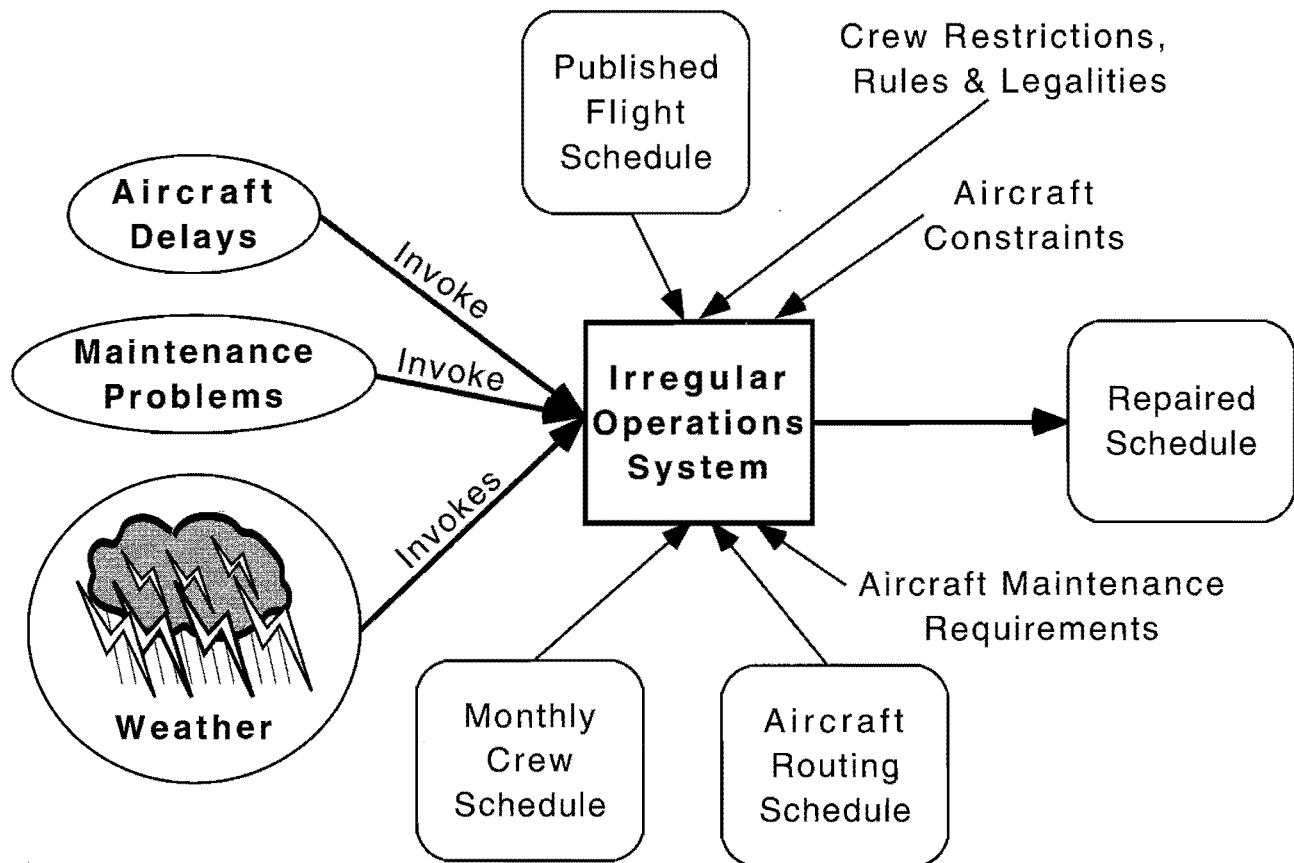 Published
Flight
Schedule
Crew Restrictions,
Rules & Legalities
Aircraft
Constraints
Aircraft
Delays
Invoke
Maintenance
Problems
Invoke
Weather
Invokes
Irregular
Operations
System
Repaired
Schedule
Aircraft Maintenance
Requirements
Monthly
Crew
Schedule
Aircraft
Routing
Schedule